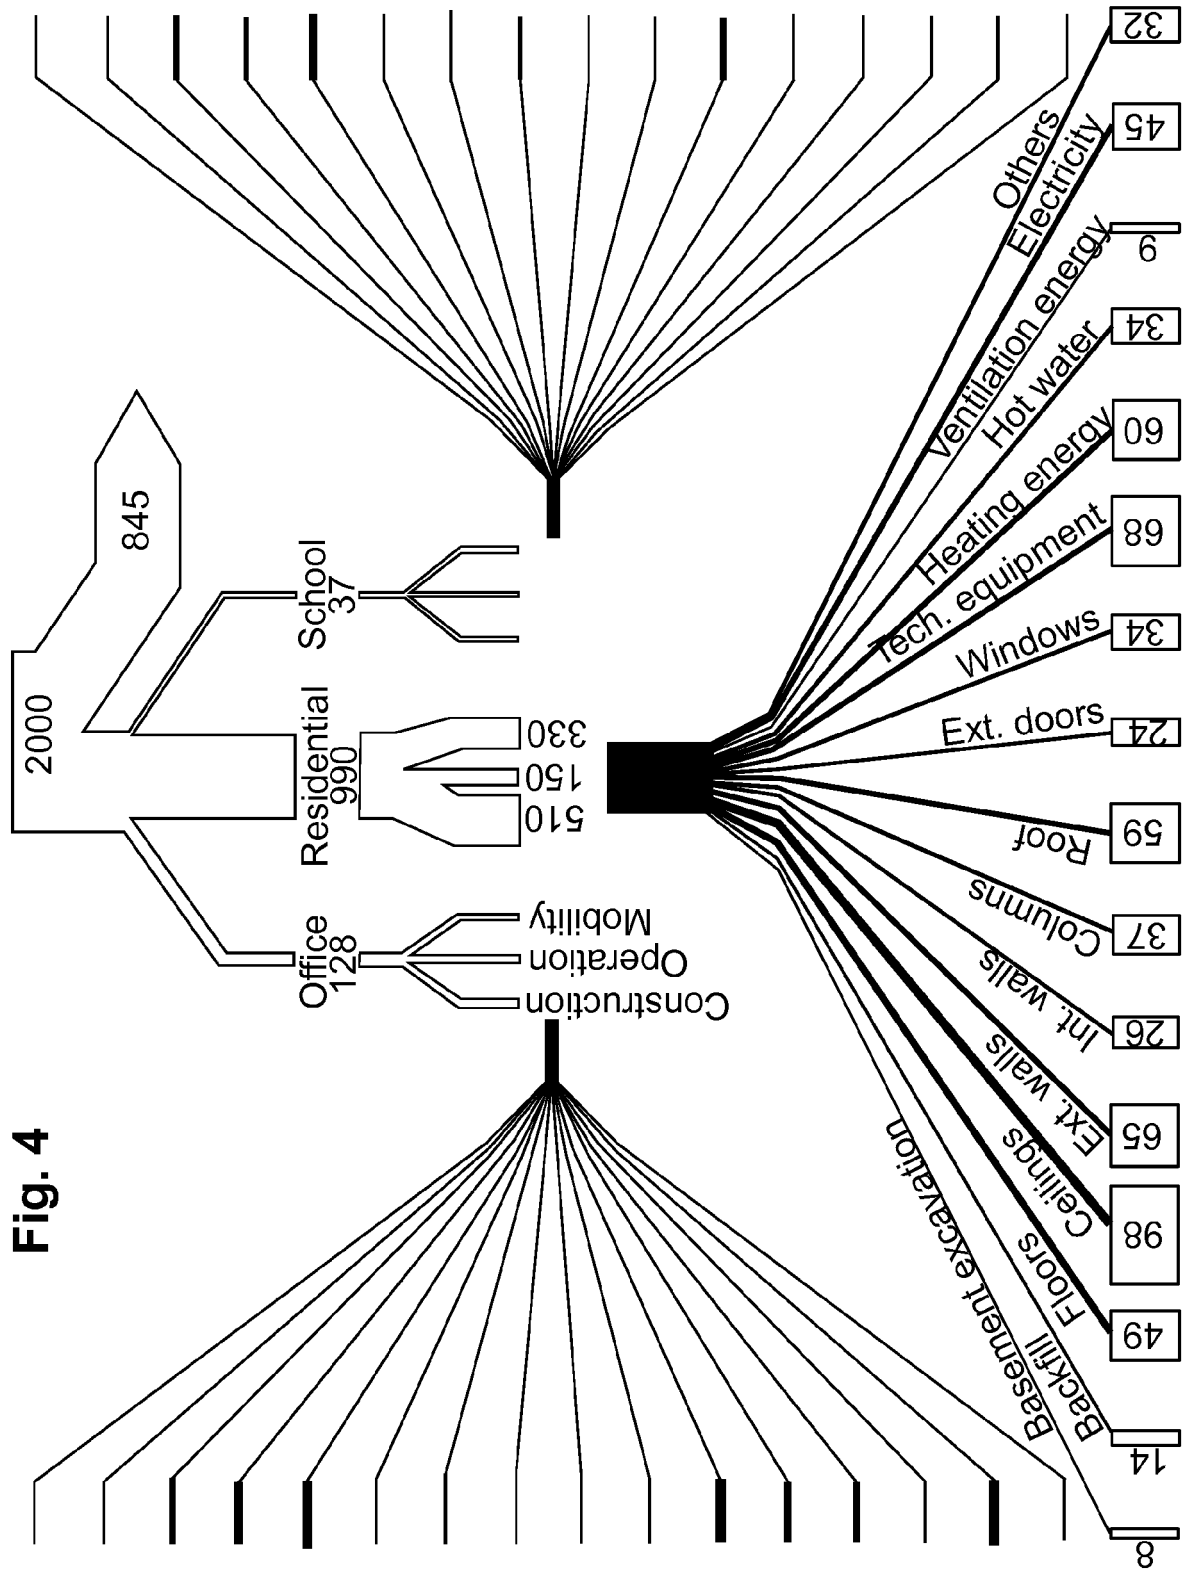 Fig. 4
2000
845
Office
128
Residential
990
School
37
Construction
Operation
Mobility
510
150
330
Basement excavation
8
Backfill
14
Floors
49
Ceilings
98
Ext. walls
65
Int. walls
26
Columns
37
Roof
59
Ext. doors
24
Windows
34
Tech. equipment
68
Heating energy
60
Hot water
34
Ventilation energy
9
Electricity
45
Others
32